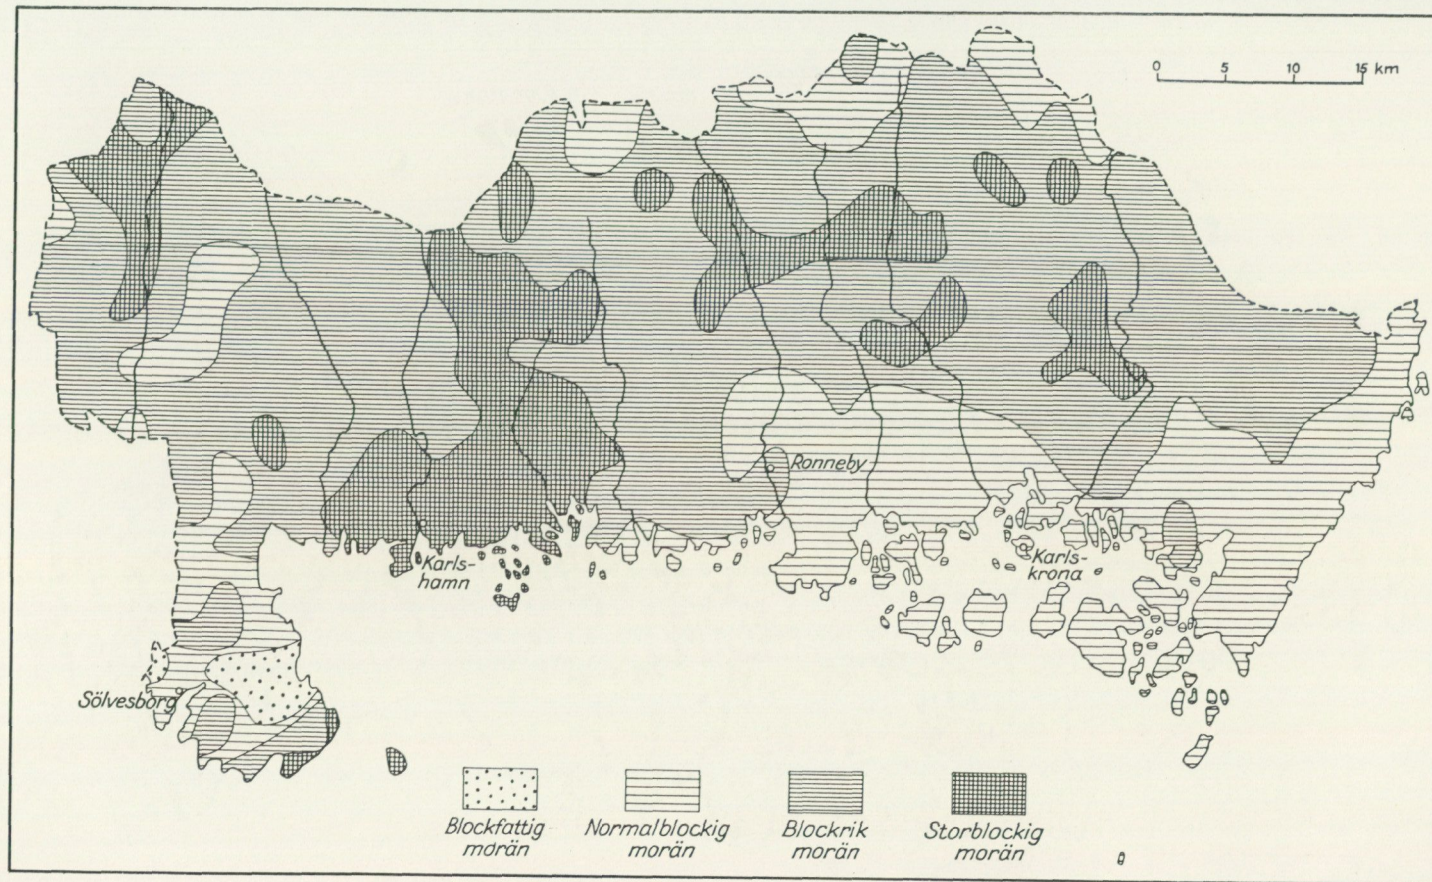 0 5 10 15 km
Ronneby
Karls-
hamn
Karls-
krona
Sölvesborg
Blockfattig
morän
Normalblockig
morän
Blockrik
morän
Storblockig
morän